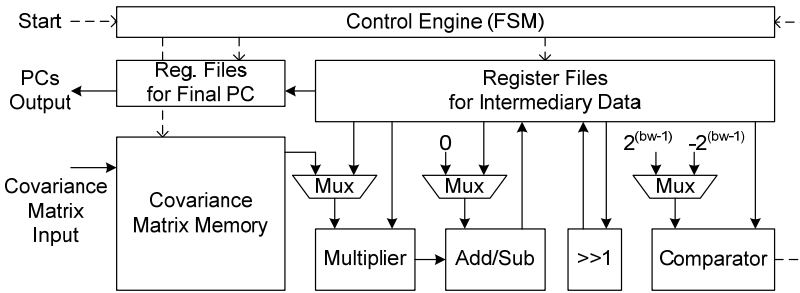 Start
Control Engine (FSM)
PCs
Output
Reg. Files
for Final PC
Register Files
for Intermediary Data
0
2^(bw-1)
-2^(bw-1)
Covariance
Matrix
Input
Covariance
Matrix Memory
Mux
Mux
Mux
Multiplier
Add/Sub
>>1
Comparator